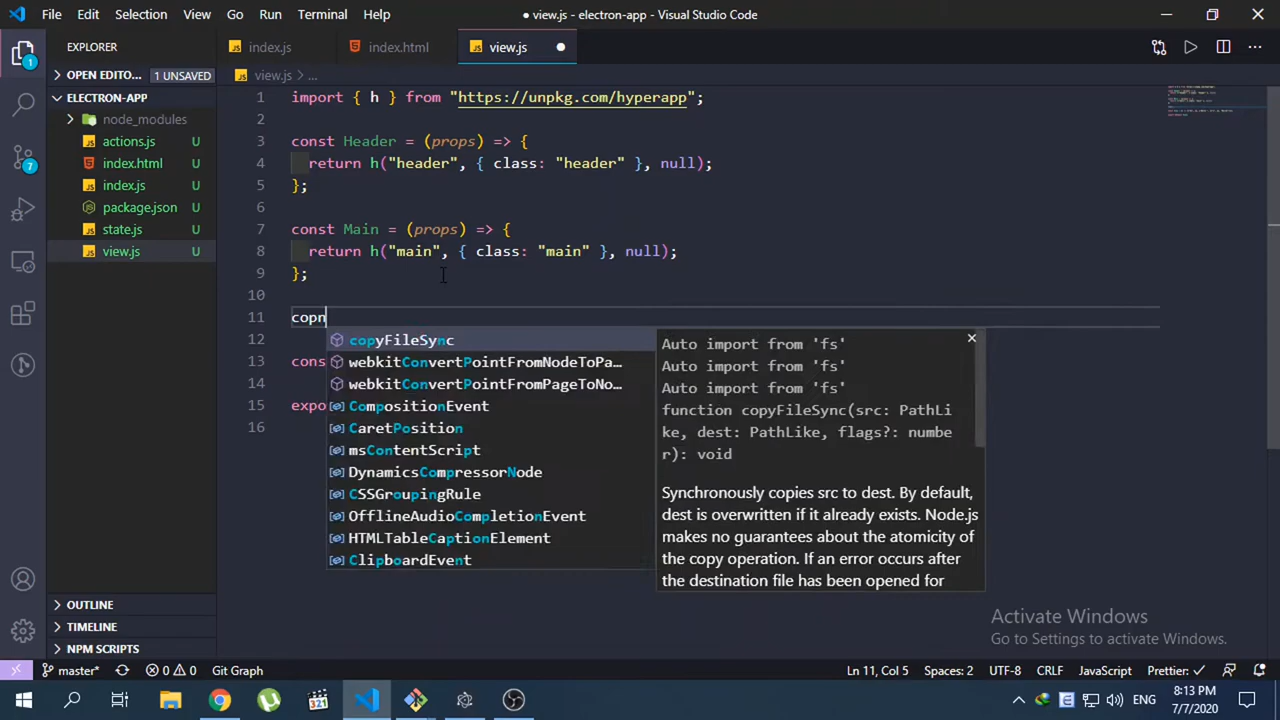 File Edit Selection View Go Run Terminal Help
● view.js - electron-app - Visual Studio Code
EXPLORER
OPEN EDITO... 1 UNSAVED
ELECTRON-APP
node_modules
actions.js U
index.html U
index.js U
package.json U
state.js U
view.js U
OUTLINE
TIMELINE
NPM SCRIPTS
index.js
index.html
view.js
view.js > ...
1 import { h } from "https://unpkg.com/hyperapp";
2
3 const Header = (props) => {
4 return h("header", { class: "header" }, null);
5 };
6
7 const Main = (props) => {
8 return h("main", { class: "main" }, null);
9 };
10
11 copn
12
13 cons
14
15 expo
16
copyFileSync
webkitConvertPointFromNodeToPa...
webkitConvertPointFromPageToNo...
CompositionEvent
CaretPosition
msContentScript
DynamicsCompressorNode
CSSGroupingRule
OfflineAudioCompletionEvent
HTMLTableCaptionElement
ClipboardEvent
Auto import from 'fs'
Auto import from 'fs'
Auto import from 'fs'
function copyFileSync(src: PathLi
ke, dest: PathLike, flags?: numbe
r): void
Synchronously copies src to dest. By default,
dest is overwritten if it already exists. Node.js
makes no guarantees about the atomicity of
the copy operation. If an error occurs after
the destination file has been opened for
Activate Windows
Go to Settings to activate Windows.
master* 0 0 Git Graph Ln 11, Col 5 Spaces: 2 UTF-8 CRLF JavaScript Prettier: ✓
1
7
ENG
8:13 PM
7/7/2020